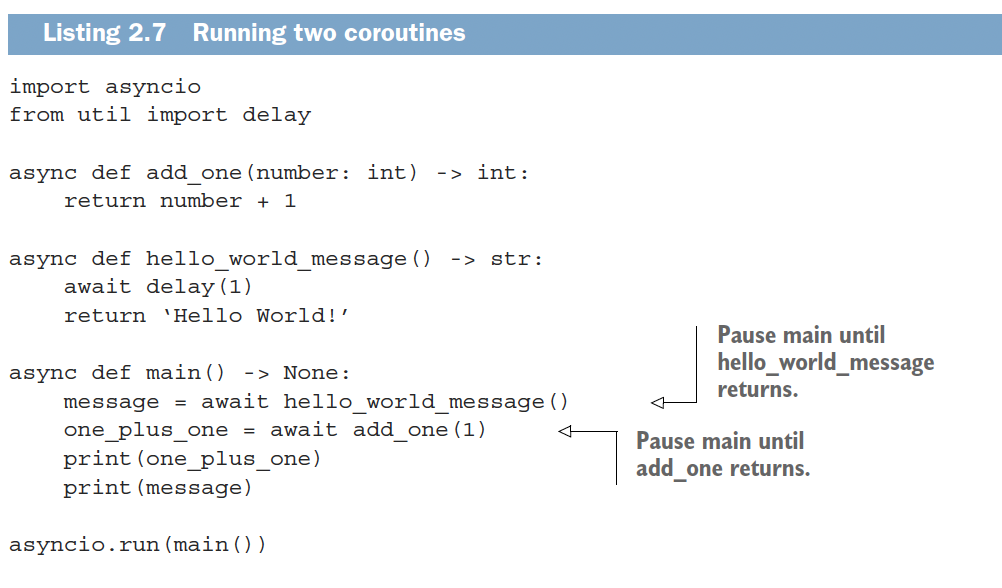 Listing 2.7 Running two coroutines
import asyncio
from util import delay
async def add_one(number: int) -> int:
    return number + 1
async def hello_world_message() -> str:
    await delay(1)
    return ‘Hello World!’
async def main() -> None:
    message = await hello_world_message()
    one_plus_one = await add_one(1)
    print(one_plus_one)
    print(message)
asyncio.run(main())
Pause main until
hello_world_message
returns.
Pause main until
add_one returns.